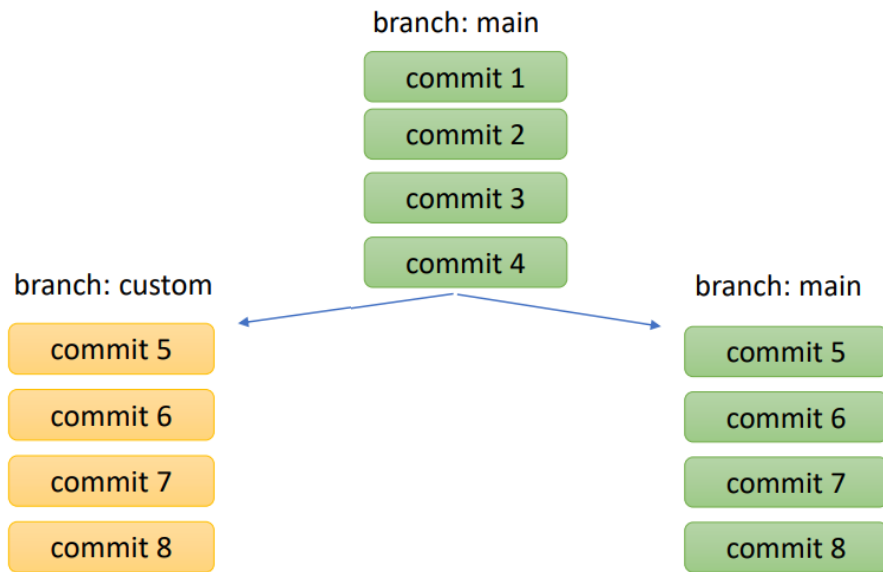 branch: main
commit 1
commit 2
commit 3
commit 4
branch: custom
commit 5
commit 6
commit 7
commit 8
branch: main
commit 5
commit 6
commit 7
commit 8